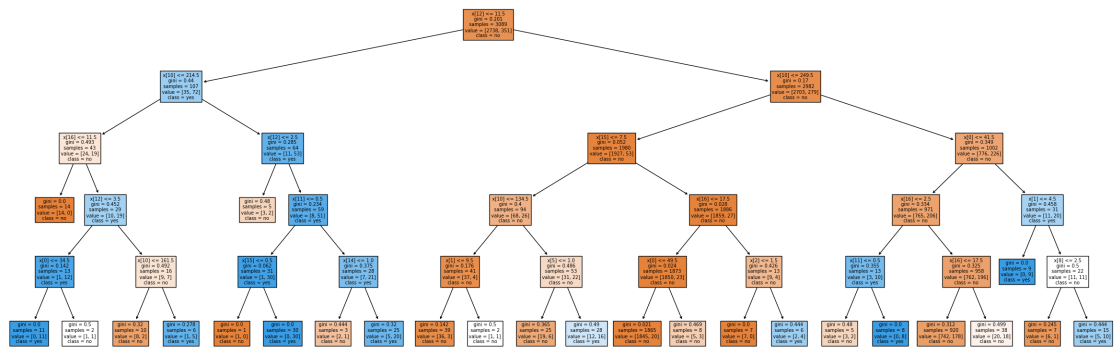 x[12] <= 11.5
gini = 0.201
samples = 3089
value = [2738, 351]
class = no
x[10] <= 214.5
gini = 0.44
samples = 107
value = [35, 72]
class = yes
x[10] <= 249.5
gini = 0.17
samples = 2982
value = [2703, 279]
class = no
x[16] <= 11.5
gini = 0.493
samples = 43
value = [24, 19]
class = no
x[12] <= 2.5
gini = 0.285
samples = 64
value = [11, 53]
class = yes
x[15] <= 7.5
gini = 0.052
samples = 1980
value = [1927, 53]
class = no
x[0] <= 41.5
gini = 0.349
samples = 1002
value = [776, 226]
class = no
gini = 0.0
samples = 14
value = [14, 0]
class = no
x[12] <= 3.5
gini = 0.452
samples = 29
value = [10, 19]
class = yes
gini = 0.48
samples = 5
value = [3, 2]
class = no
x[11] <= 0.5
gini = 0.234
samples = 59
value = [8, 51]
class = yes
x[10] <= 134.5
gini = 0.4
samples = 94
value = [68, 26]
class = no
x[16] <= 17.5
gini = 0.028
samples = 1886
value = [1859, 27]
class = no
x[16] <= 2.5
gini = 0.334
samples = 971
value = [765, 206]
class = no
x[1] <= 4.5
gini = 0.458
samples = 31
value = [11, 20]
class = yes
x[0] <= 34.5
gini = 0.142
samples = 13
value = [1, 12]
class = yes
x[10] <= 161.5
gini = 0.492
samples = 16
value = [9, 7]
class = no
x[15] <= 0.5
gini = 0.062
samples = 31
value = [1, 30]
class = yes
x[14] <= 1.0
gini = 0.375
samples = 28
value = [7, 21]
class = yes
x[1] <= 9.5
gini = 0.176
samples = 41
value = [37, 4]
class = no
x[5] <= 1.0
gini = 0.486
samples = 53
value = [31, 22]
class = no
x[0] <= 49.5
gini = 0.024
samples = 1873
value = [1850, 23]
class = no
x[2] <= 1.5
gini = 0.426
samples = 13
value = [9, 4]
class = no
x[11] <= 0.5
gini = 0.355
samples = 13
value = [3, 10]
class = yes
x[16] <= 17.5
gini = 0.325
samples = 958
value = [762, 196]
class = no
gini = 0.0
samples = 9
value = [0, 9]
class = yes
x[8] <= 2.5
gini = 0.5
samples = 22
value = [11, 11]
class = no
gini = 0.0
samples = 11
value = [0, 11]
class = yes
gini = 0.5
samples = 2
value = [1, 1]
class = no
gini = 0.32
samples = 10
value = [8, 2]
class = no
gini = 0.278
samples = 6
value = [1, 5]
class = yes
gini = 0.0
samples = 1
value = [1, 0]
class = no
gini = 0.0
samples = 30
value = [0, 30]
class = yes
gini = 0.444
samples = 3
value = [2, 1]
class = no
gini = 0.32
samples = 25
value = [5, 20]
class = yes
gini = 0.142
samples = 39
value = [36, 3]
class = no
gini = 0.5
samples = 2
value = [1, 1]
class = no
gini = 0.365
samples = 25
value = [19, 6]
class = no
gini = 0.49
samples = 28
value = [12, 16]
class = yes
gini = 0.021
samples = 1865
value = [1845, 20]
class = no
gini = 0.469
samples = 8
value = [5, 3]
class = no
gini = 0.0
samples = 7
value = [7, 0]
class = no
gini = 0.444
samples = 6
value = [2, 4]
class = yes
gini = 0.48
samples = 5
value = [3, 2]
class = no
gini = 0.0
samples = 8
value = [0, 8]
class = yes
gini = 0.312
samples = 920
value = [742, 178]
class = no
gini = 0.499
samples = 38
value = [20, 18]
class = no
gini = 0.245
samples = 7
value = [6, 1]
class = no
gini = 0.444
samples = 15
value = [5, 10]
class = yes